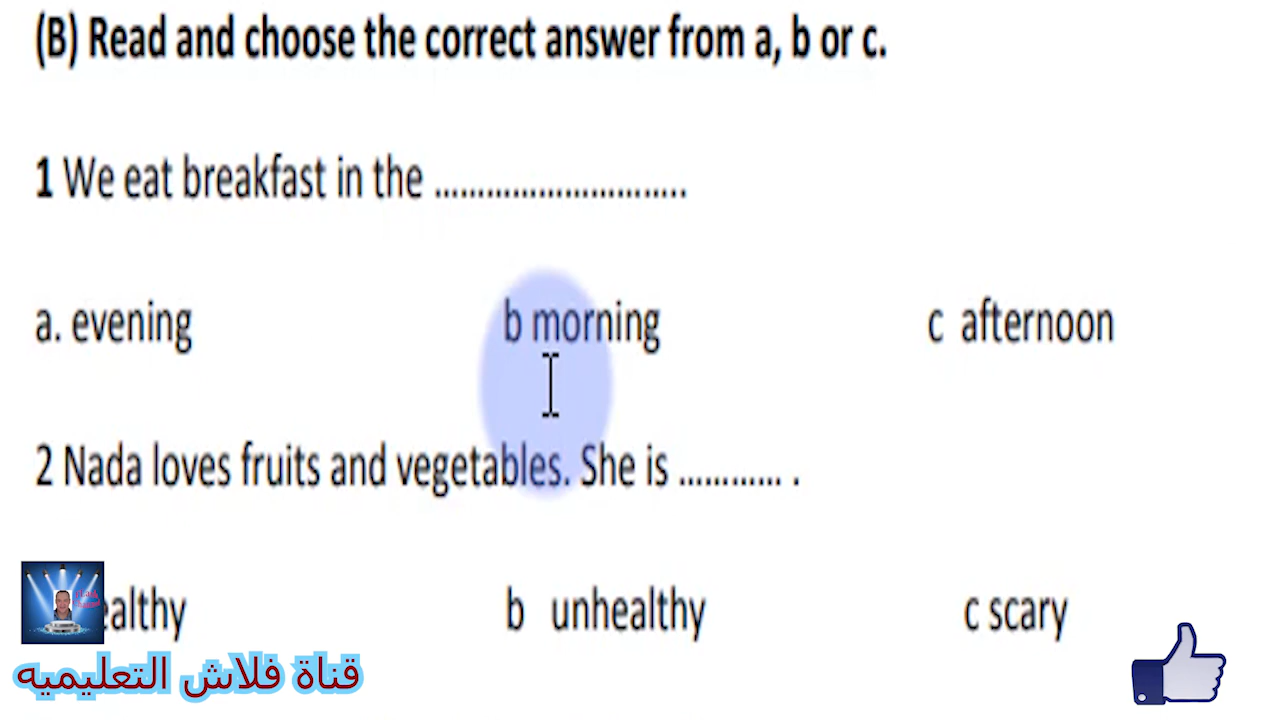 (B) Read and choose the correct answer from a, b or c.
1 We eat breakfast in the ............................
a. evening b morning c afternoon
2 Nada loves fruits and vegetables. She is ............ .
ealthy b unhealthy c scary
قناة فلاش التعليميه